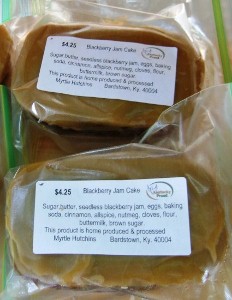 $4.25 Blackberry Jam Cake
Sugar, butter, seedless blackberry jam, eggs, baking
soda, cinnamon, allspice, nutmeg, cloves, flour,
buttermilk, brown sugar.
This product is home produced & processed
Myrtle Hutchins Bardstown, Ky. 40004
$4.25 Blackberry Jam Cake
Sugar, butter, seedless blackberry jam, eggs, baking
soda, cinnamon, allspice, nutmeg, cloves, flour,
buttermilk, brown sugar.
This product is home produced & processed
Myrtle Hutchins Bardstown, Ky. 40004